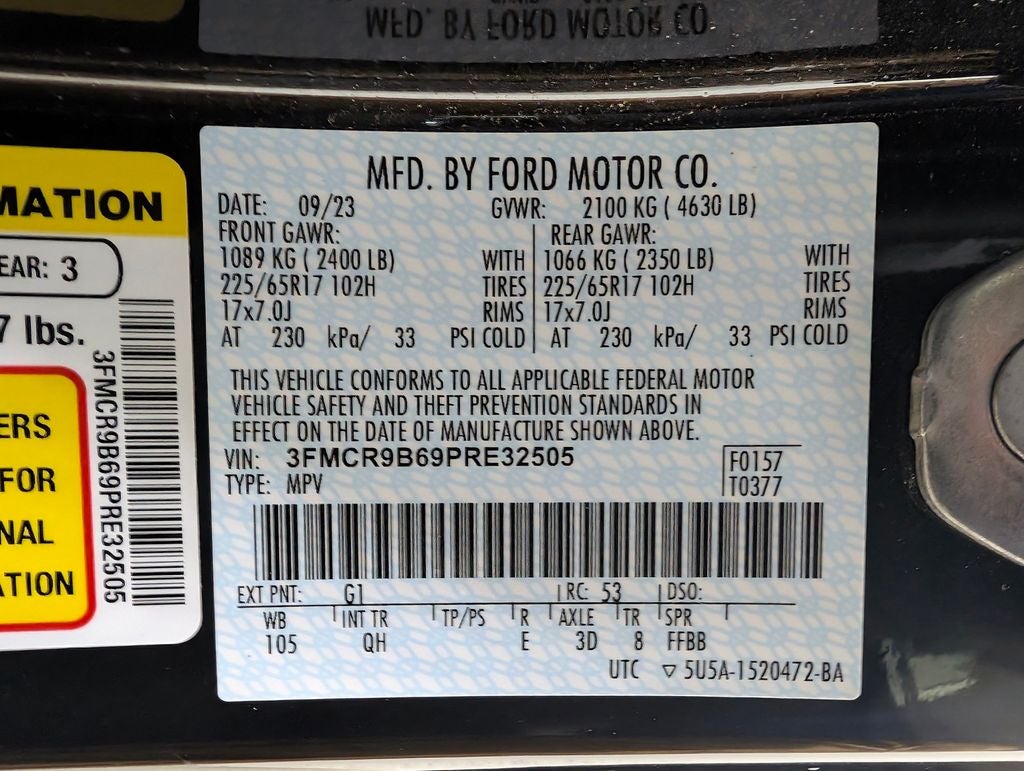 MFD. BY FORD MOTOR CO.
MATION
EAR: 3
7 lbs.
3FMCR9B69PRE32505
ERS
FOR
NAL
ATION
MFD. BY FORD MOTOR CO.
DATE: 09/23 GVWR: 2100 KG ( 4630 LB)
FRONT GAWR: REAR GAWR:
1089 KG ( 2400 LB) WITH 1066 KG ( 2350 LB) WITH
225/65R17 102H TIRES 225/65R17 102H TIRES
17x7.0J RIMS 17x7.0J RIMS
AT 230 kPa/ 33 PSI COLD AT 230 kPa/ 33 PSI COLD
THIS VEHICLE CONFORMS TO ALL APPLICABLE FEDERAL MOTOR
VEHICLE SAFETY AND THEFT PREVENTION STANDARDS IN
EFFECT ON THE DATE OF MANUFACTURE SHOWN ABOVE.
VIN: 3FMCR9B69PRE32505 F0157
TYPE: MPV T0377
EXT PNT: G1 RC: 53 DSO:
WB INT TR TP/PS R AXLE TR SPR
105 QH E 3D 8 FFBB
UTC ▽ 5U5A-1520472-BA